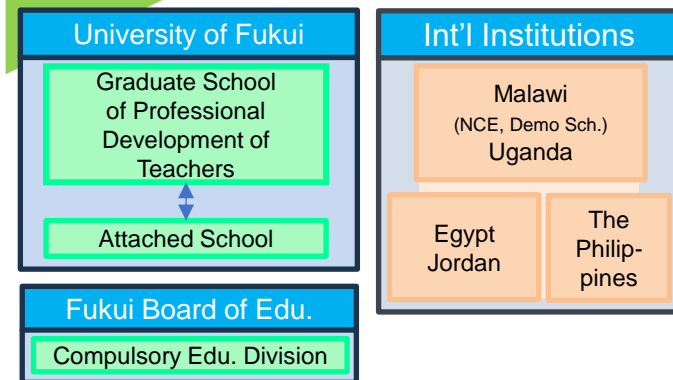 University of Fukui
Graduate School
of Professional
Development of
Teachers
Attached School
Fukui Board of Edu.
Compulsory Edu. Division
Int'l Institutions
Malawi
(NCE, Demo Sch.)
Uganda
Egypt
Jordan
The
Philip-
pines